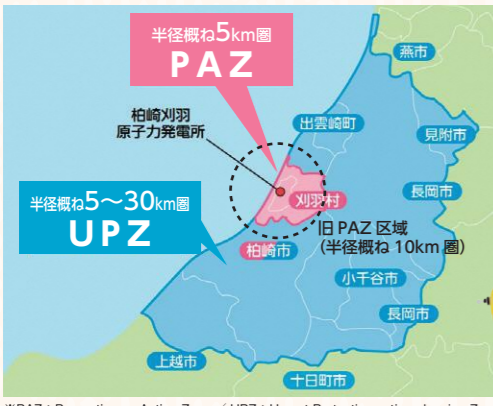 半径概ね5km圏
PAZ
柏崎刈羽
原子力発電所
燕市
出雲崎町
見附市
半径概ね5〜30km圏
UPZ
刈羽村
長岡市
旧PAZ区域
(半径概ね10km圏)
柏崎市
小千谷市
長岡市
上越市
十日町市